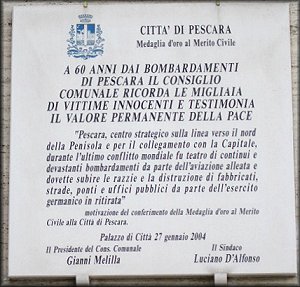 CITTA' DI PESCARA
Medaglia d'oro al Merito Civile
A 60 ANNI DAI BOMBARDAMENTI
DI PESCARA IL CONSIGLIO
COMUNALE RICORDA LE MIGLIAIA
DI VITTIME INNOCENTI E TESTIMONIA
IL VALORE PERMANENTE DELLA PACE
"Pescara, centro strategico sulla linea verso il nord
della Penisola e per il collegamento con la Capitale,
durante l'ultimo conflitto mondiale fu teatro di continui e
devastanti bombardamenti da parte dell'aviazione alleata e
dovette subire le razzie e la distruzione di fabbricati,
strade, ponti e uffici pubblici da parte dell'esercito
germanico in ritirata"
motivazione del conferimento della Medaglia d'oro al Merito
Civile alla Città di Pescara.
Palazzo di Città 27 gennaio 2004
Il Presidente del Cons. Comunale Il Sindaco
Gianni Melilla Luciano D'Alfonso